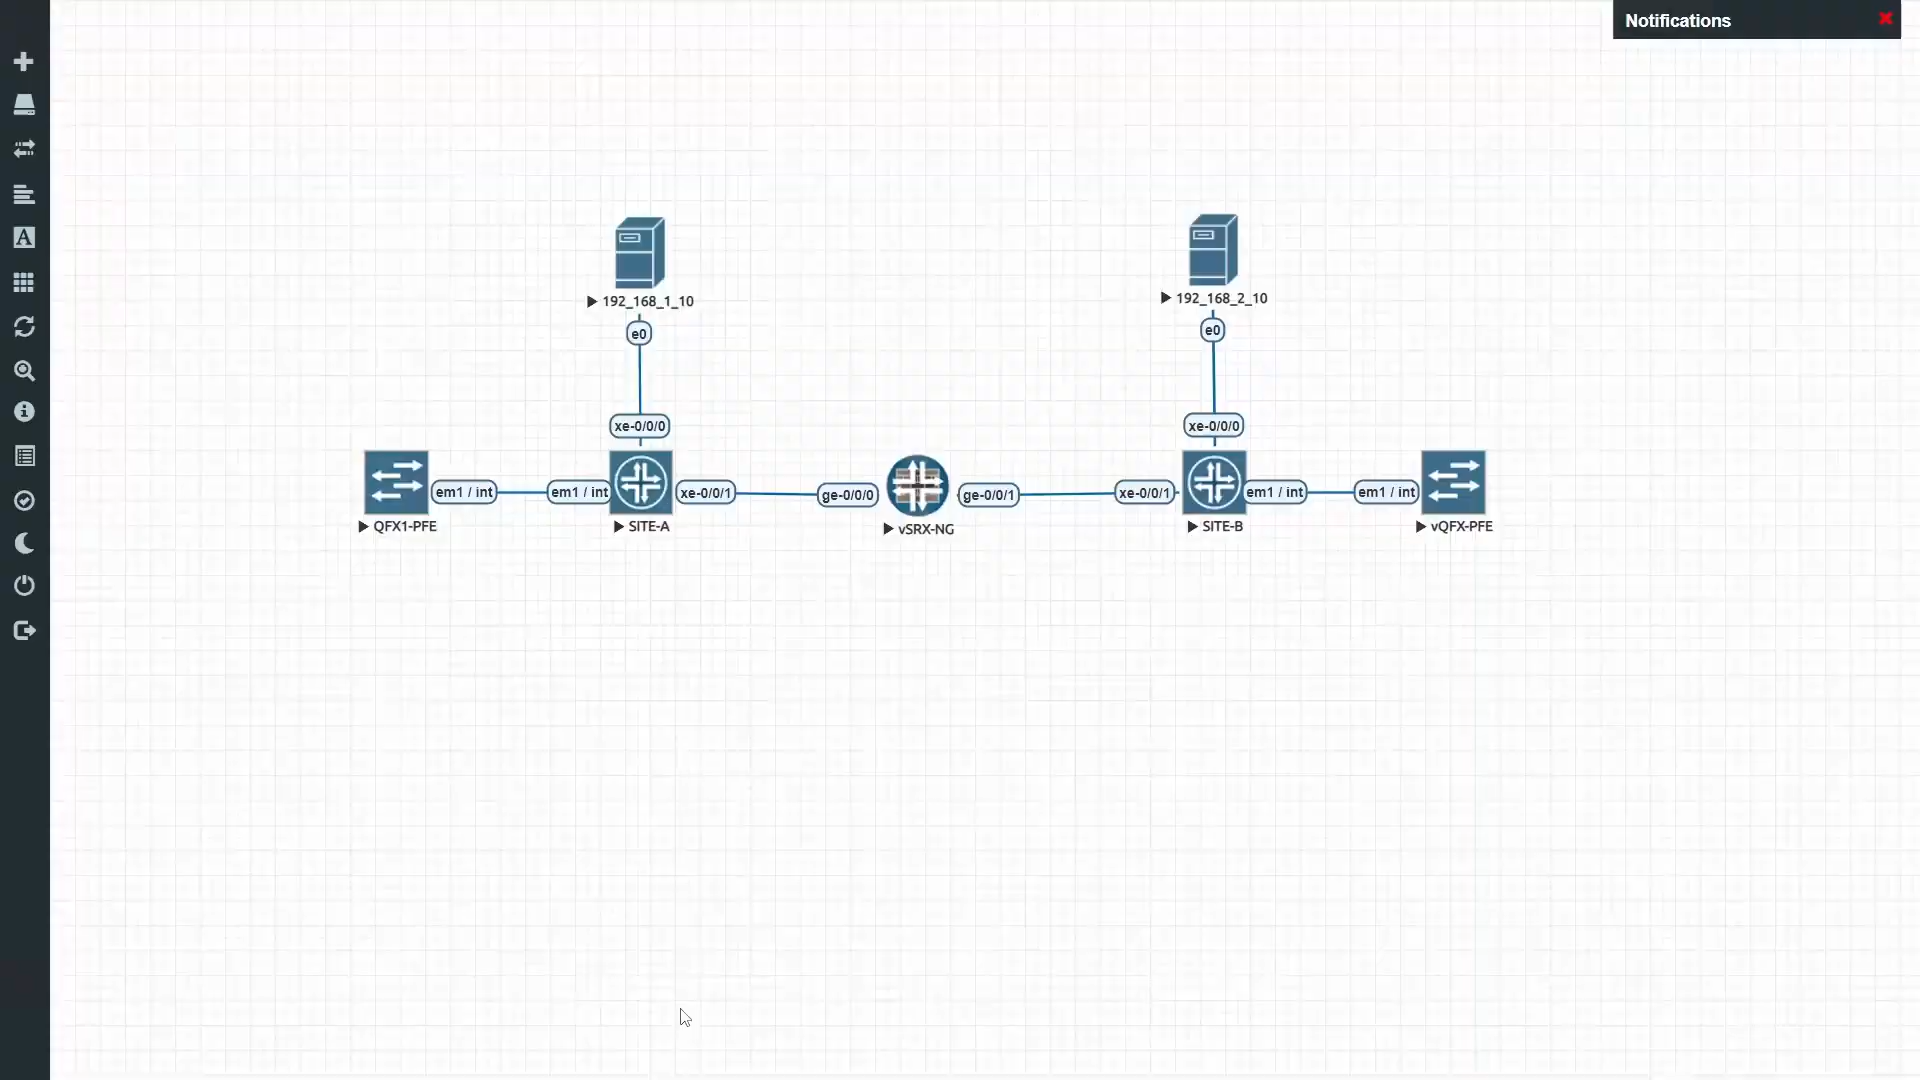 Notifications
192_168_1_10
192_168_2_10
e0
e0
xe-0/0/0
xe-0/0/0
em1 / int
em1 / int
xe-0/0/1
ge-0/0/0
ge-0/0/1
xe-0/0/1
em1 / int
em1 / int
QFX1-PFE
SITE-A
vSRX-NG
SITE-B
vQFX-PFE